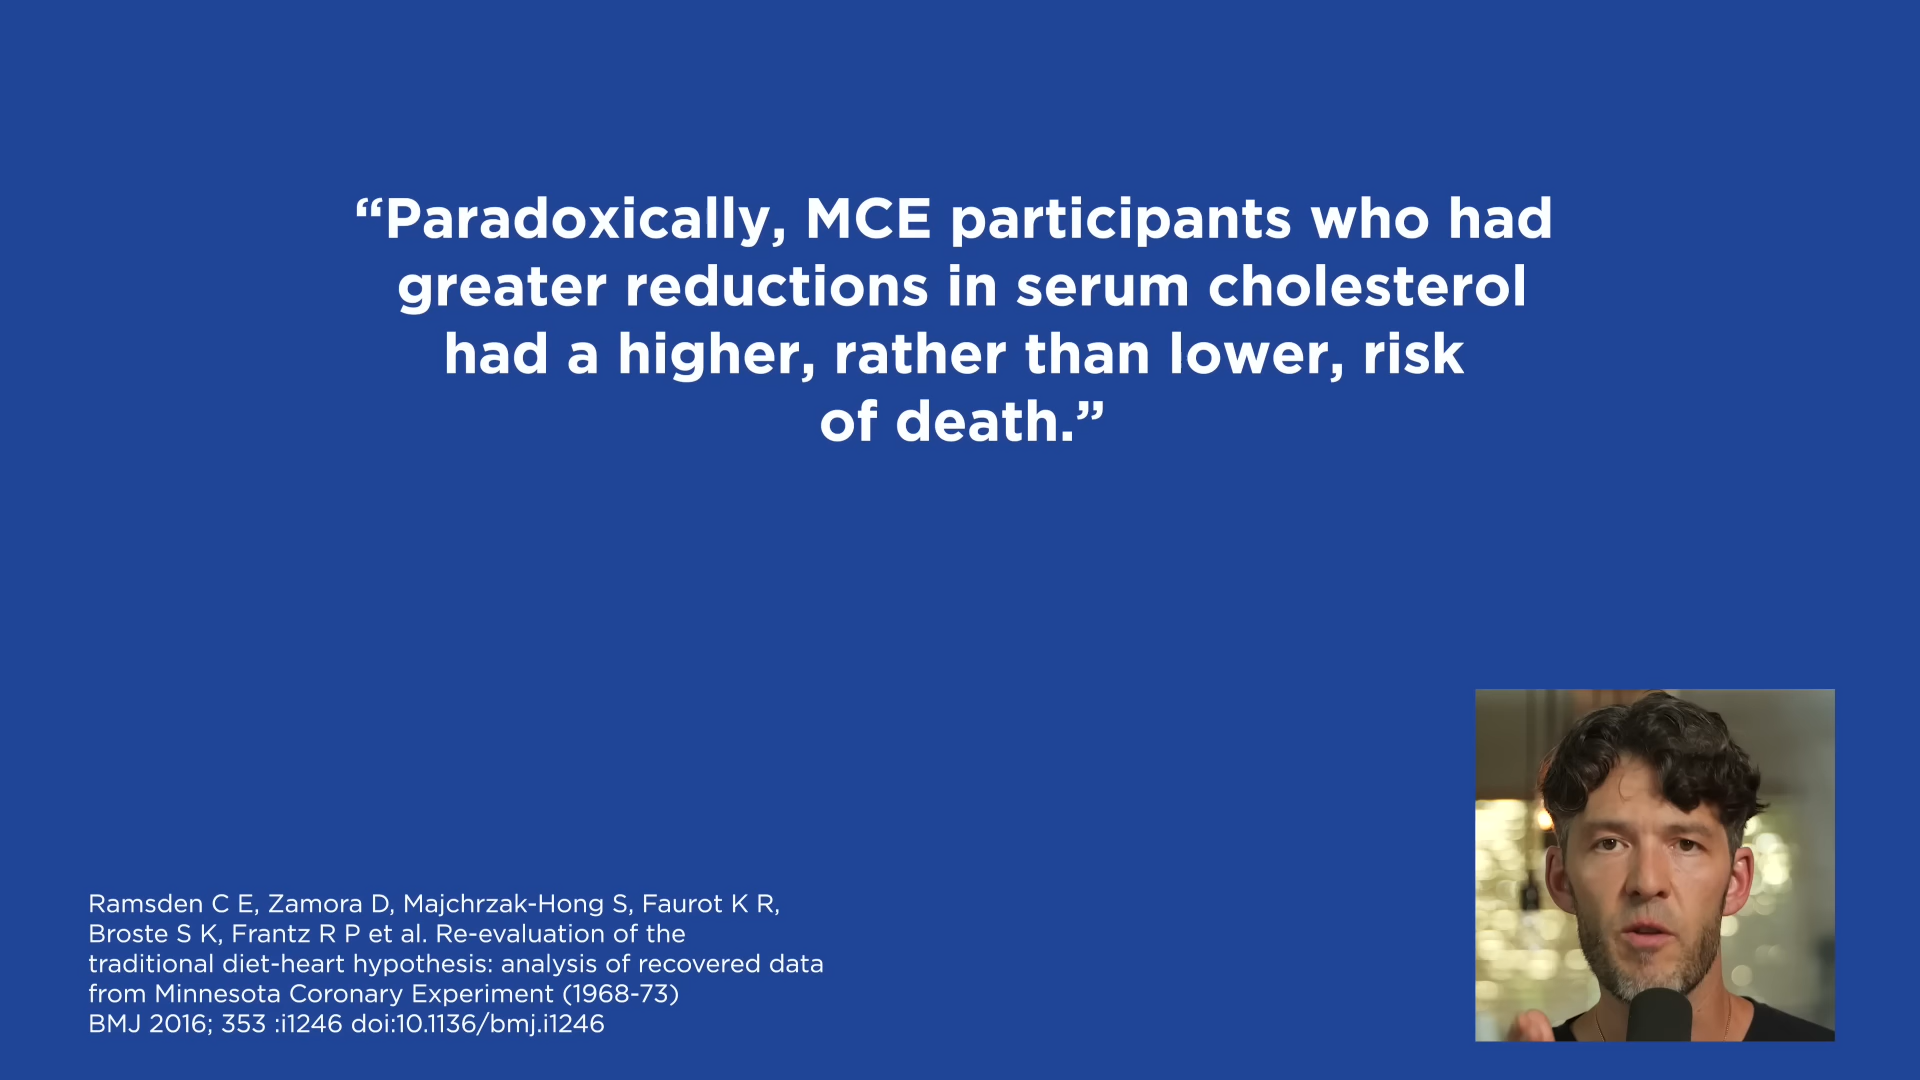 “Paradoxically, MCE participants who had
greater reductions in serum cholesterol
had a higher, rather than lower, risk
of death.”
Ramsden C E, Zamora D, Majchrzak-Hong S, Faurot K R,
Broste S K, Frantz R P et al. Re-evaluation of the
traditional diet-heart hypothesis: analysis of recovered data
from Minnesota Coronary Experiment (1968-73)
BMJ 2016; 353 :i1246 doi:10.1136/bmj.i1246